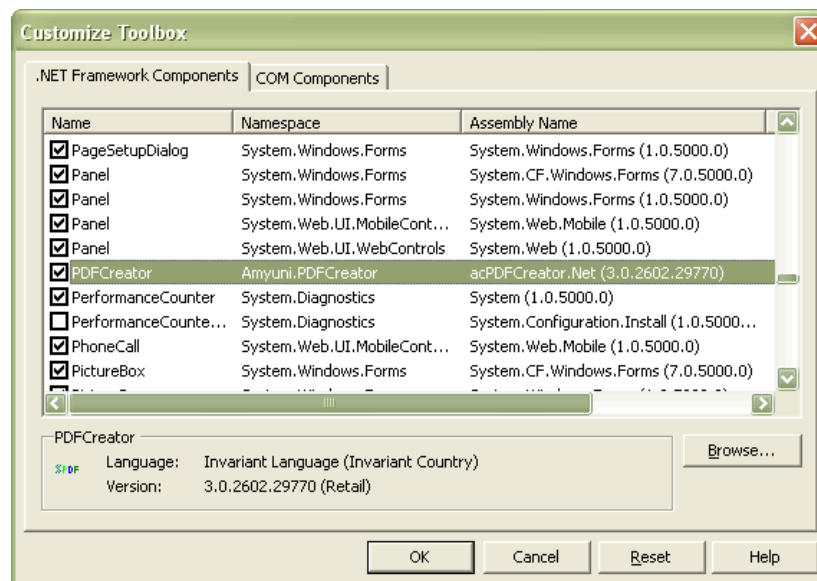 Customize Toolbox
.NET Framework Components COM Components
Name Namespace Assembly Name
PageSetupDialog System.Windows.Forms System.Windows.Forms (1.0.5000.0)
Panel System.Windows.Forms System.CF.Windows.Forms (7.0.5000.0)
Panel System.Windows.Forms System.Windows.Forms (1.0.5000.0)
Panel System.Web.UI.MobileCont... System.Web.Mobile (1.0.5000.0)
Panel System.Web.UI.WebControls System.Web (1.0.5000.0)
PDFCreator Amyuni.PDFCreator acPDFCreator.Net (3.0.2602.29770)
PerformanceCounter System.Diagnostics System (1.0.5000.0)
PerformanceCounte... System.Diagnostics System.Configuration.Install (1.0.5000...
PhoneCall System.Web.UI.MobileCont... System.Web.Mobile (1.0.5000.0)
PictureBox System.Windows.Forms System.CF.Windows.Forms (7.0.5000.0)
PDFCreator
%PDF Language: Invariant Language (Invariant Country)
Version: 3.0.2602.29770 (Retail)
Browse...
OK Cancel Reset Help